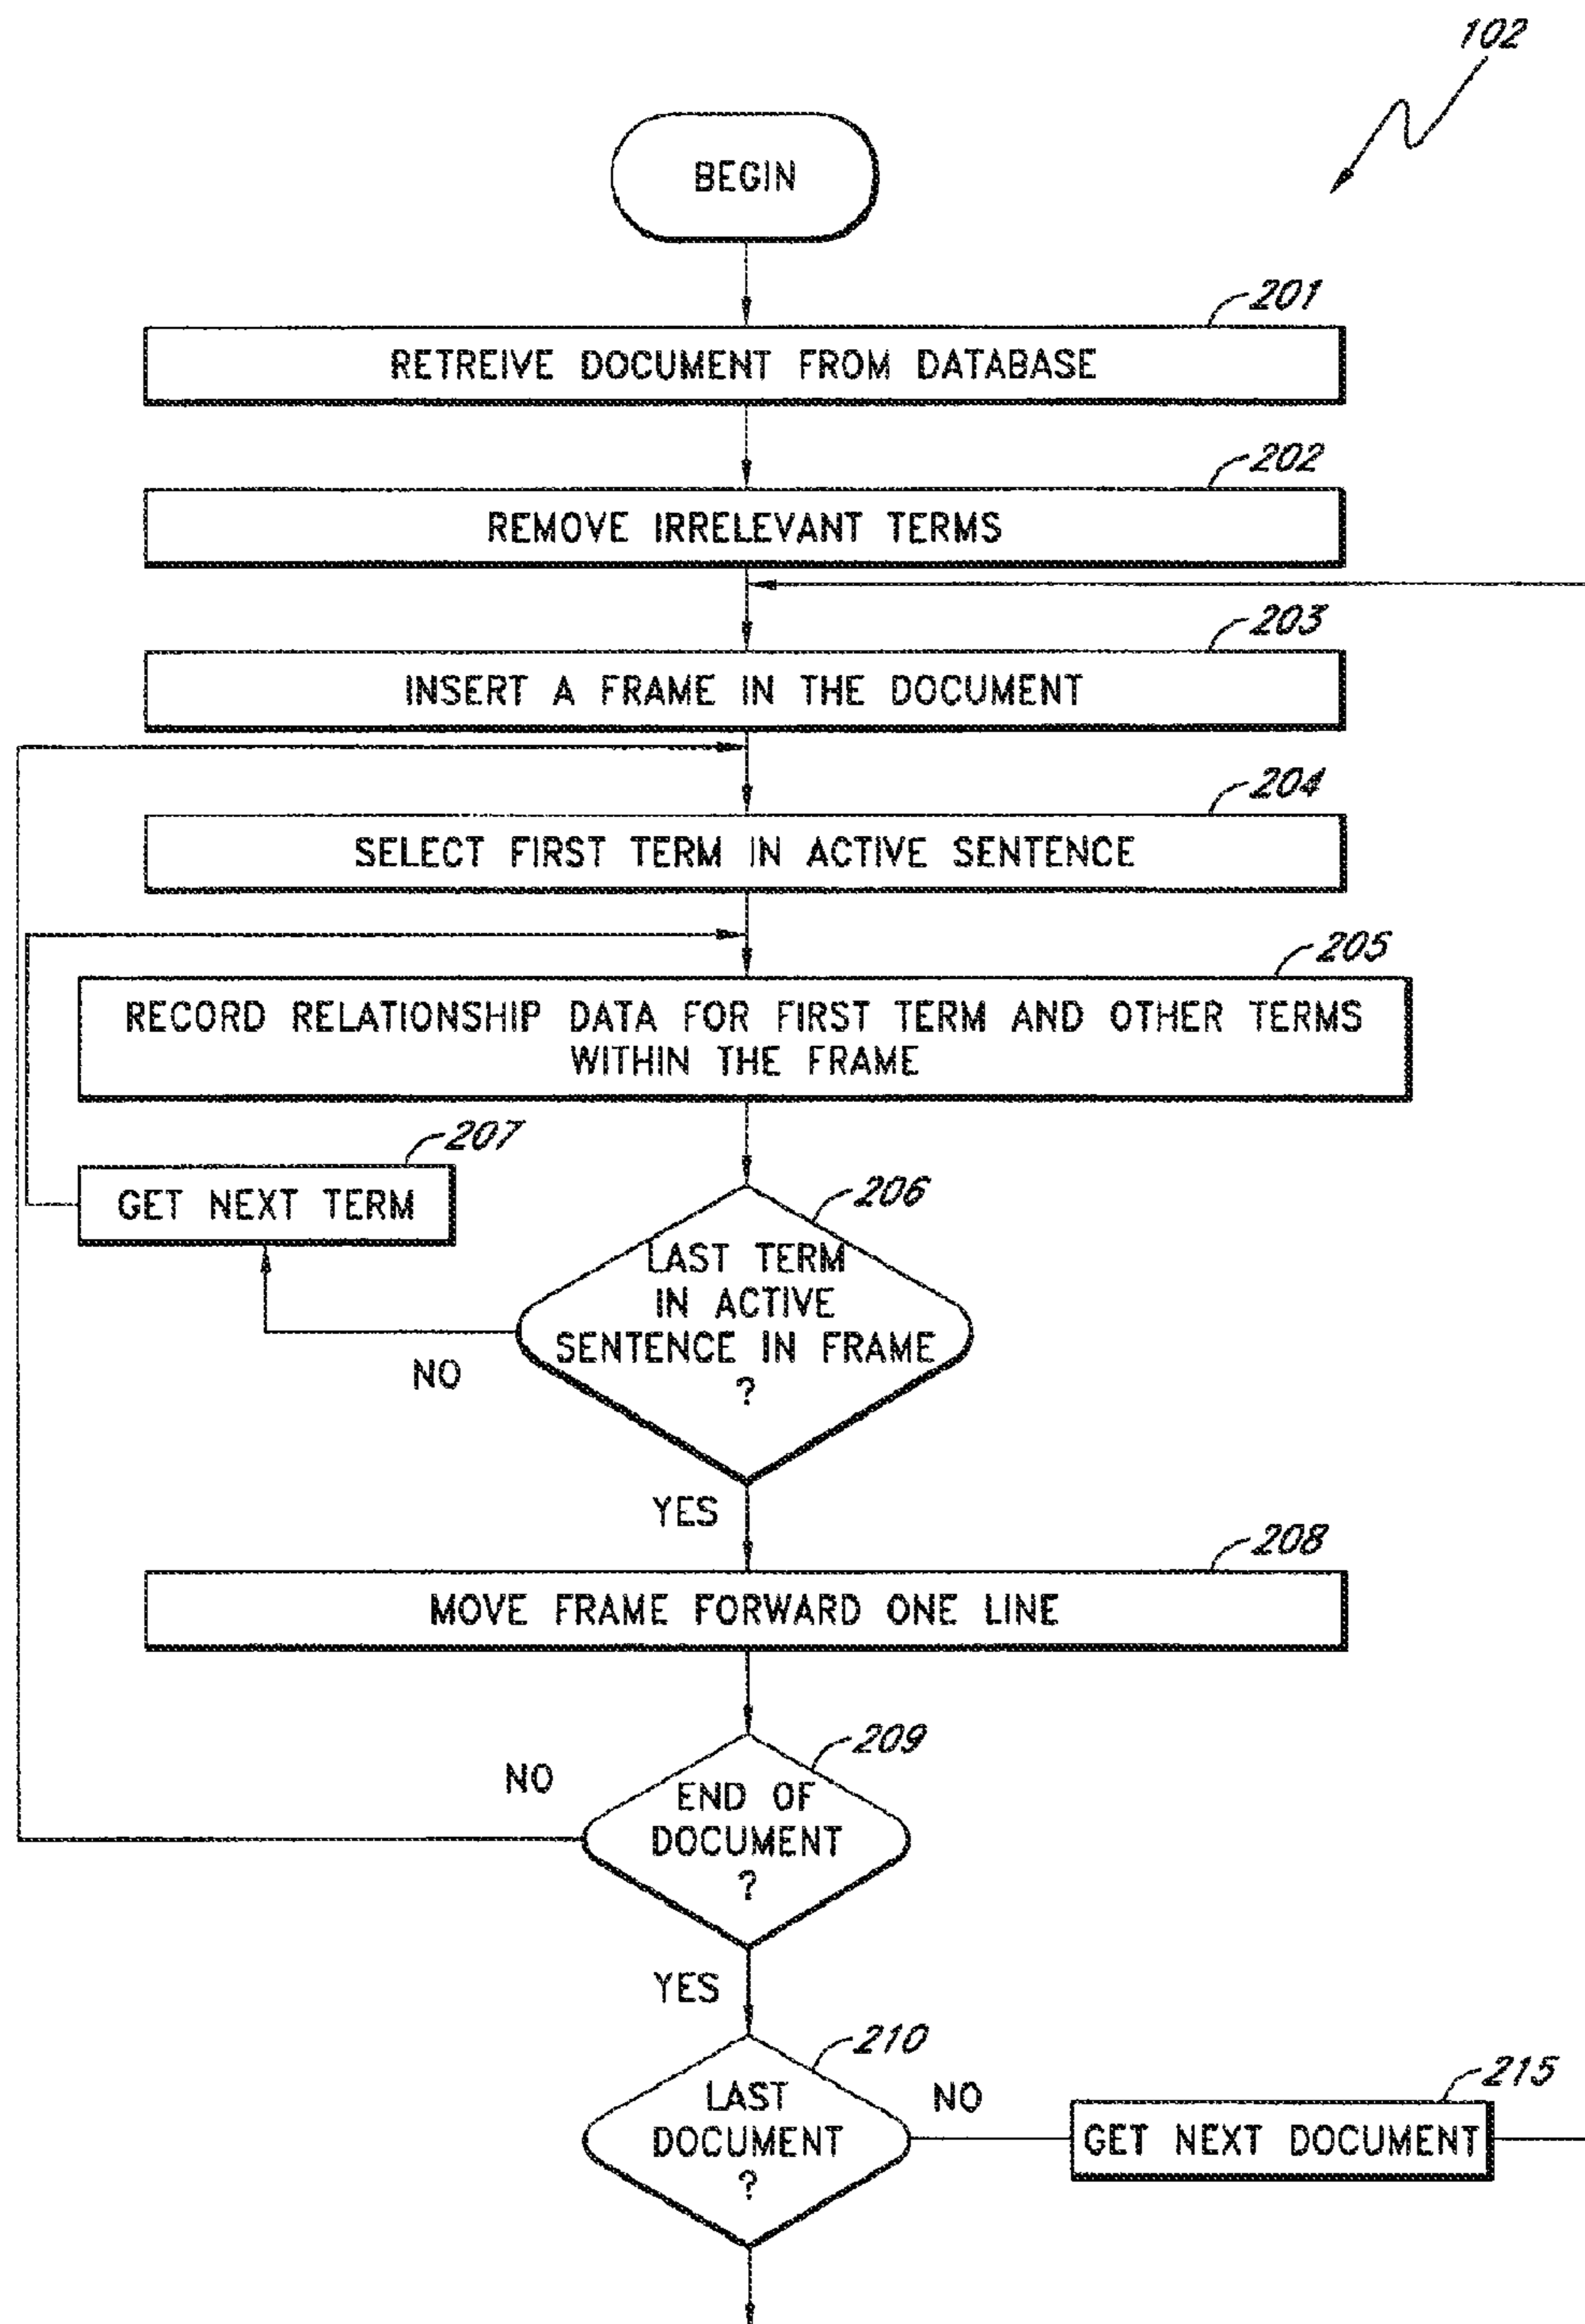 102
BEGIN
201
RETREIVE DOCUMENT FROM DATABASE
202
REMOVE IRRELEVANT TERMS
203
INSERT A FRAME IN THE DOCUMENT
204
SELECT FIRST TERM IN ACTIVE SENTENCE
205
RECORD RELATIONSHIP DATA FOR FIRST TERM AND OTHER TERMS
WITHIN THE FRAME
207
GET NEXT TERM
206
LAST TERM
IN ACTIVE
SENTENCE IN FRAME
?
NO
YES
208
MOVE FRAME FORWARD ONE LINE
209
NO
END OF
DOCUMENT
?
YES
210
LAST
DOCUMENT
?
NO
215
GET NEXT DOCUMENT